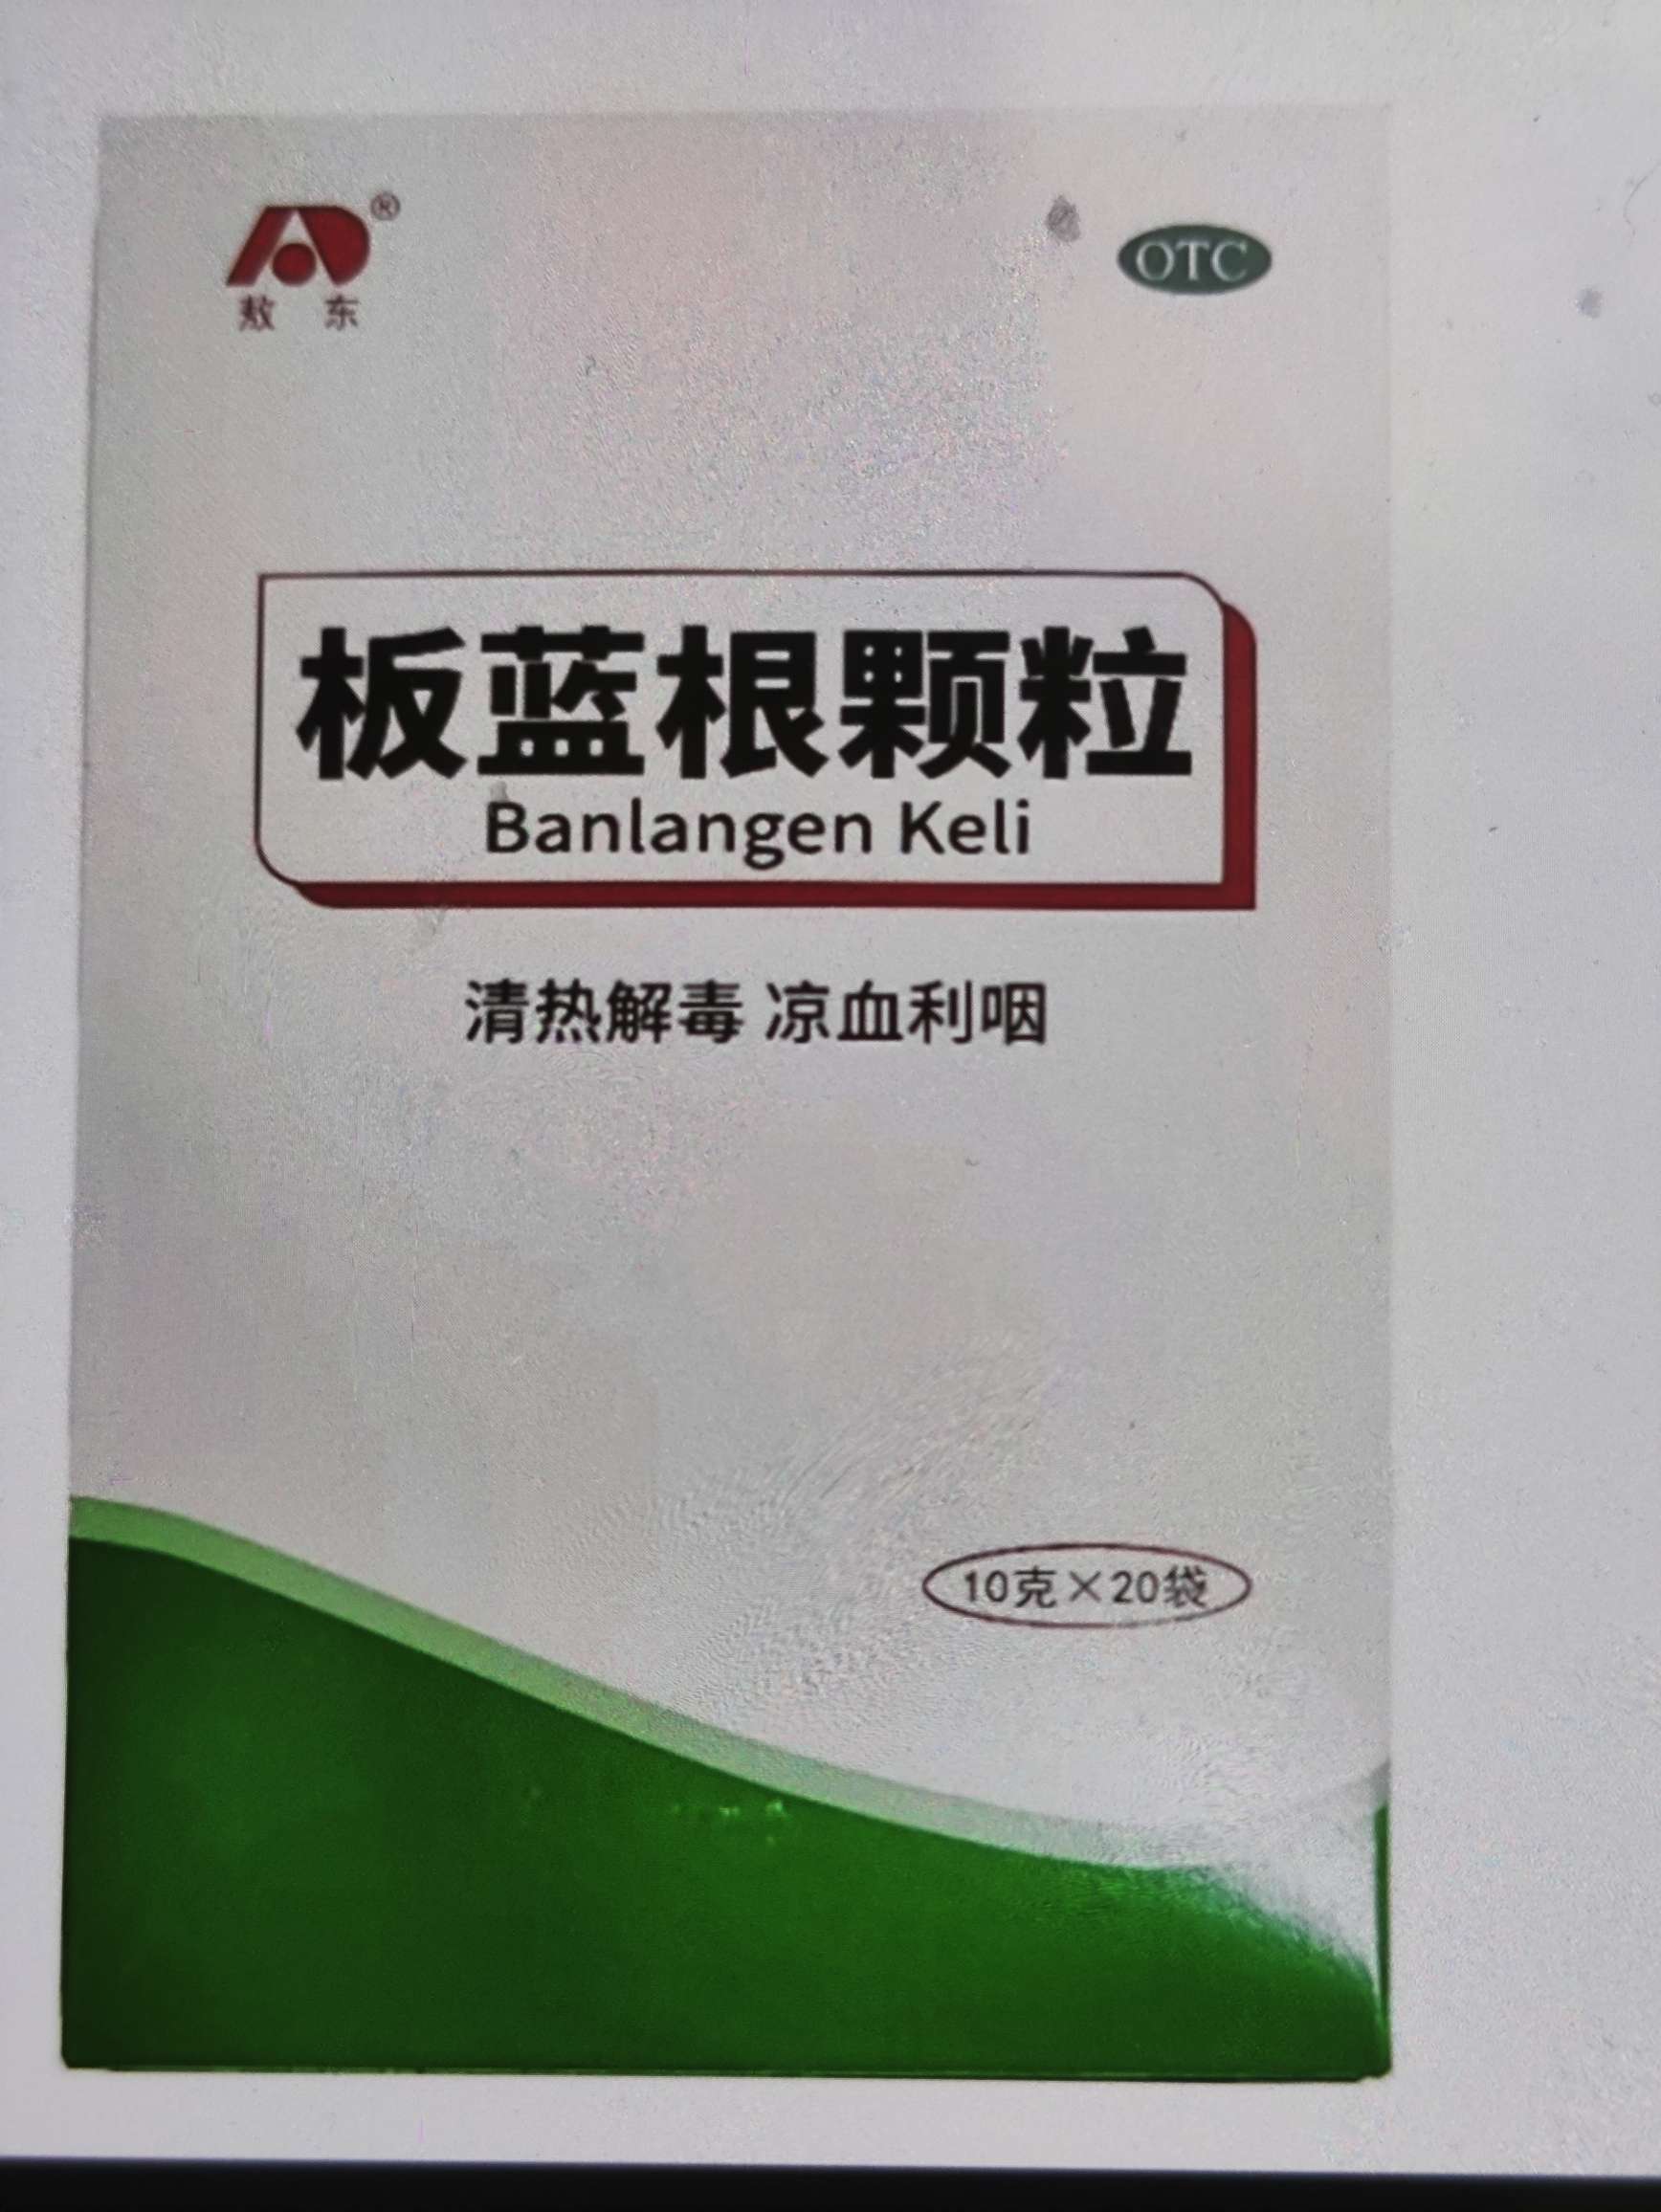 ®
敖东
OTC
板蓝根颗粒
Banlangen Keli
清热解毒 凉血利咽
10克×20袋